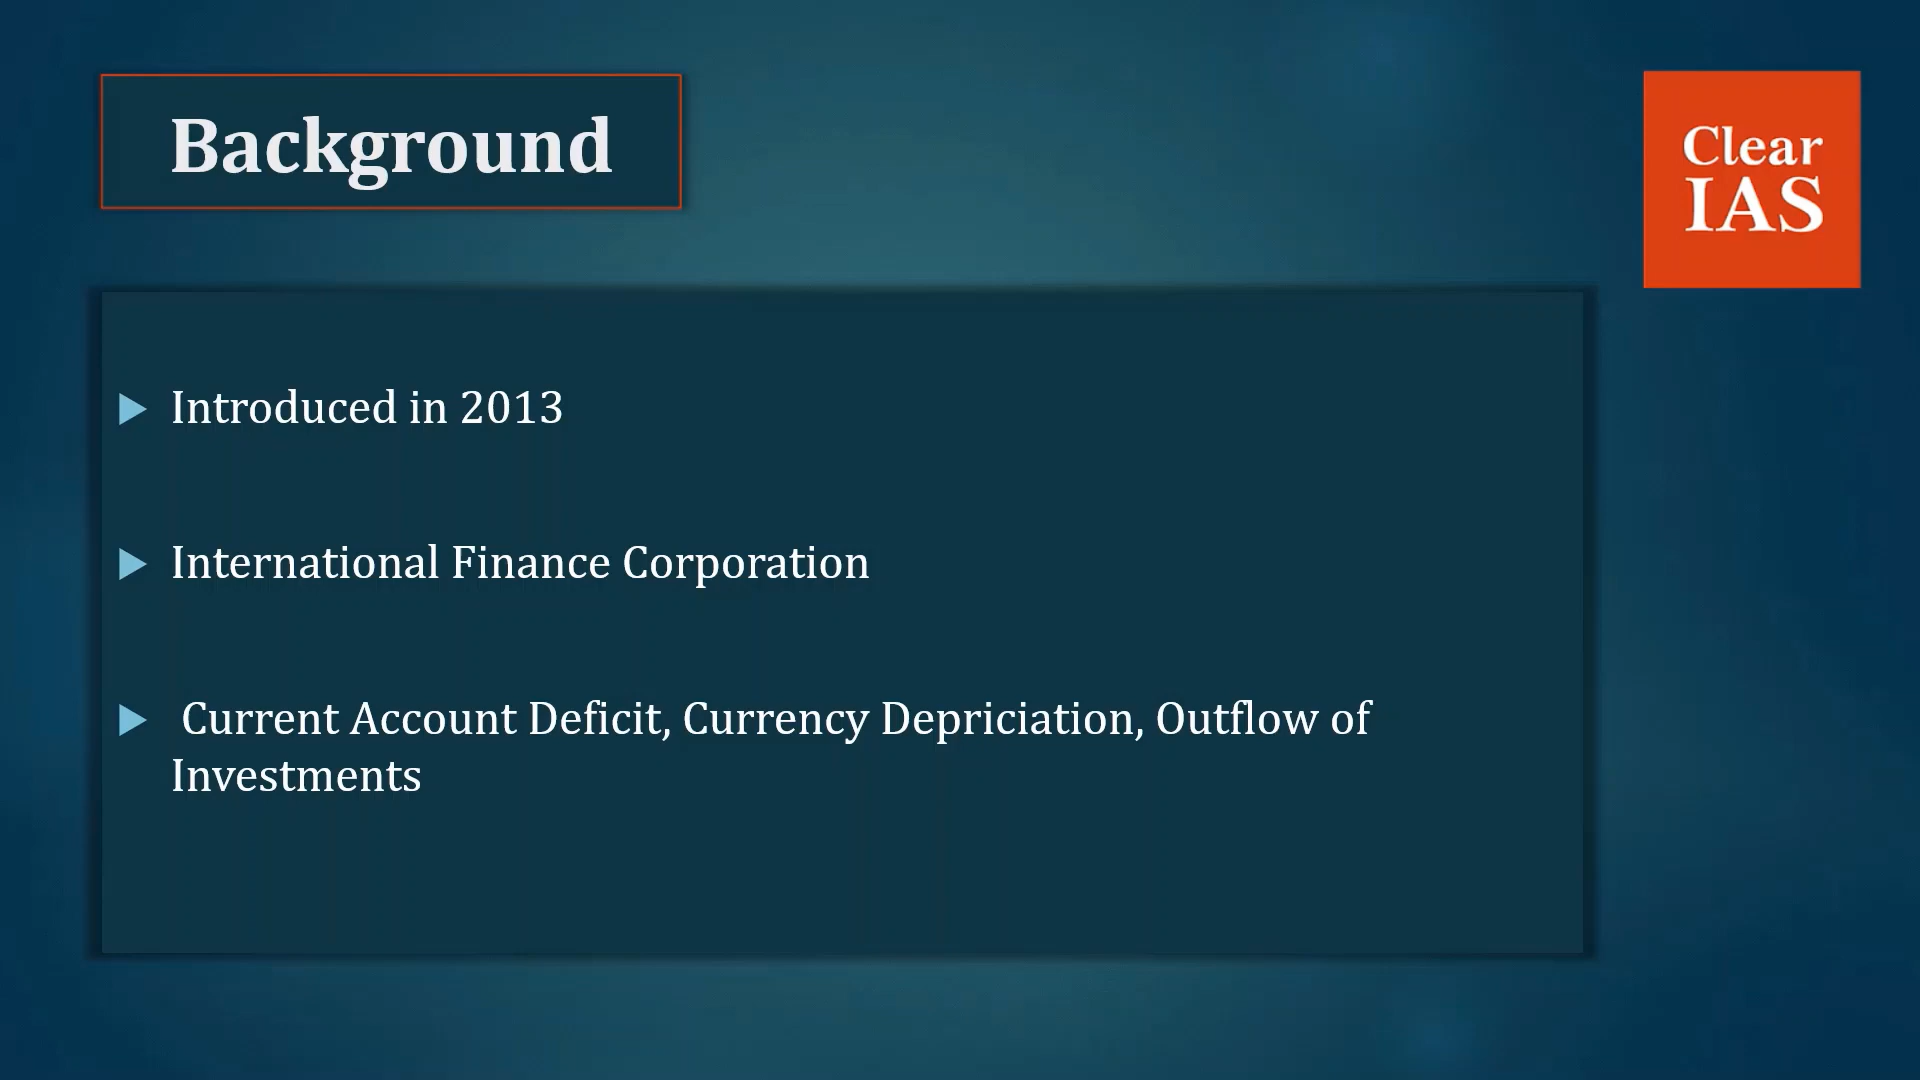 Background
Clear
IAS
Introduced in 2013
International Finance Corporation
Current Account Deficit, Currency Depriciation, Outflow of
Investments